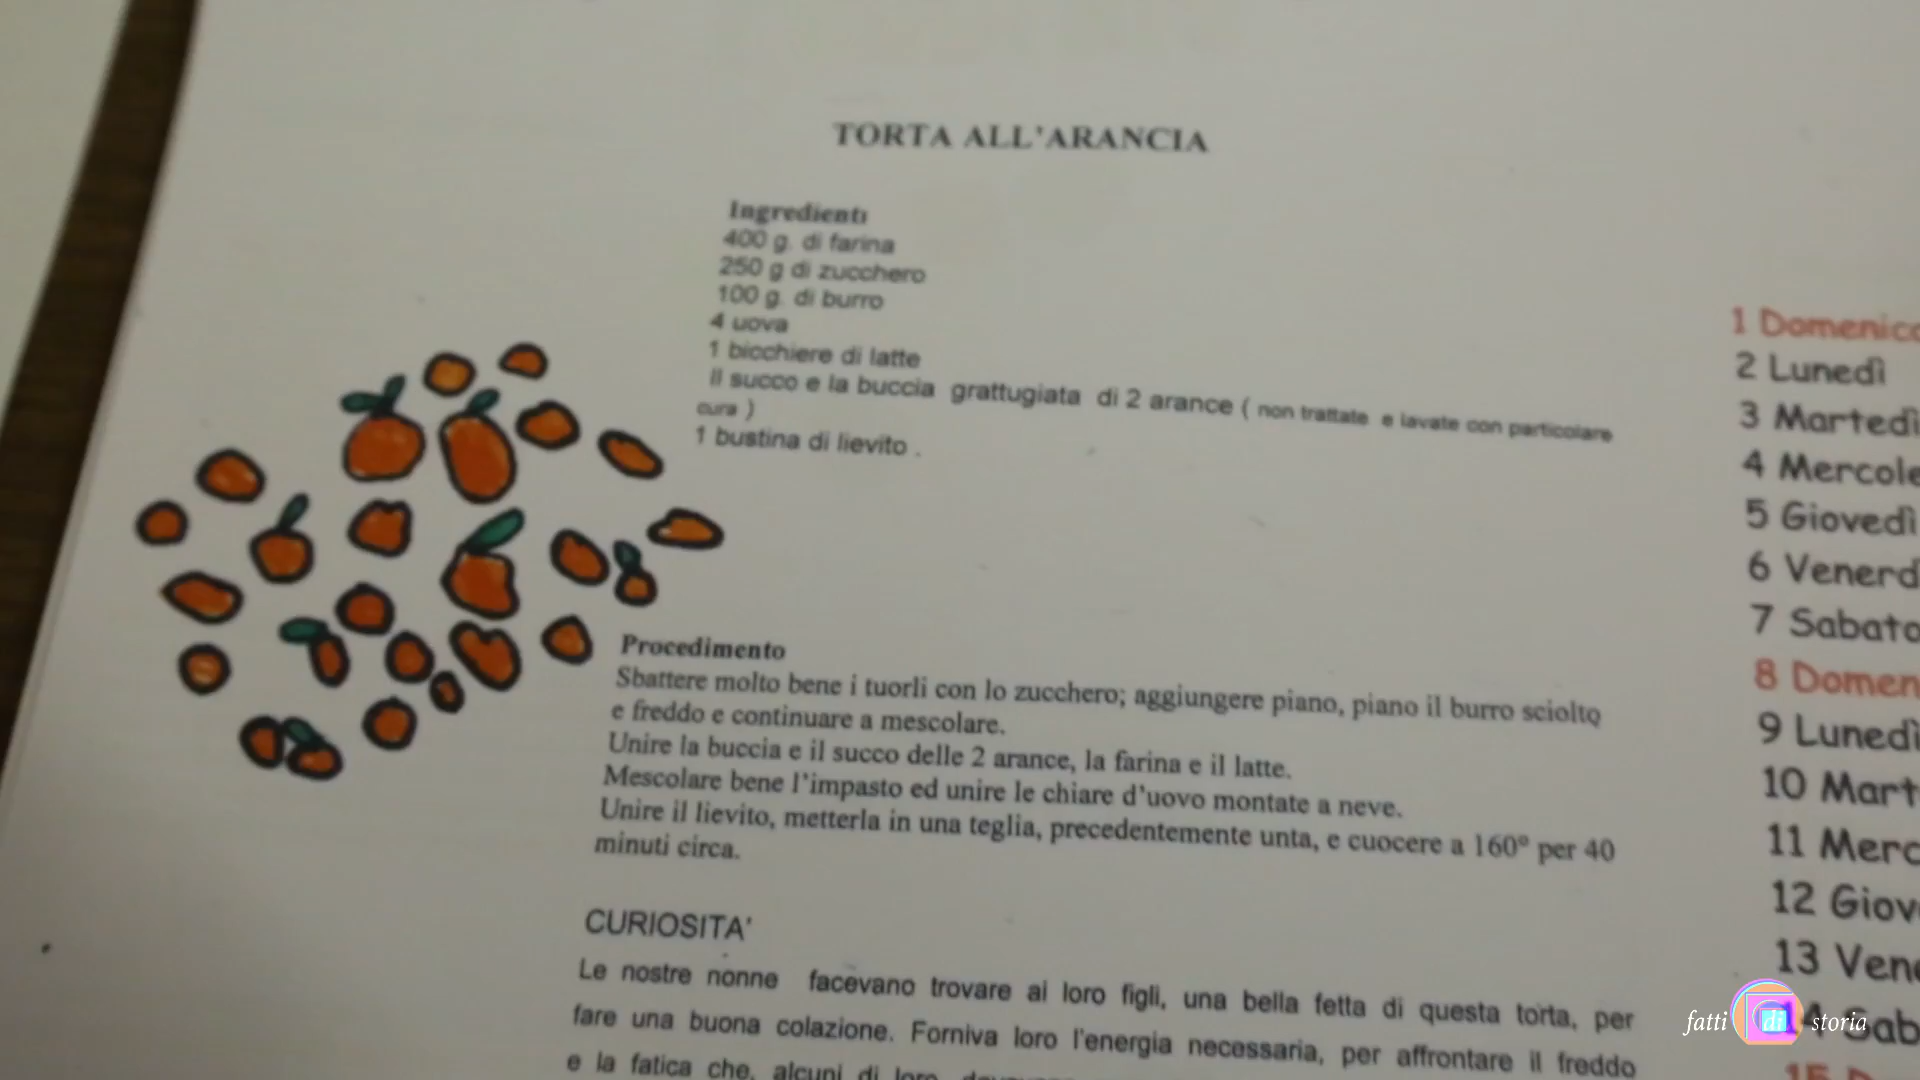 TORTA ALL'ARANCIA
Ingredienti
400 g. di farina
250 g di zucchero
100 g. di burro
4 uova
1 bicchiere di latte
Il succo e la buccia grattugiata di 2 arance ( non trattate e lavate con particolare
cura )
1 bustina di lievito .
Procedimento
Sbattere molto bene i tuorli con lo zucchero; aggiungere piano, piano il burro sciolto
e freddo e continuare a mescolare.
Unire la buccia e il succo delle 2 arance, la farina e il latte.
Mescolare bene l'impasto ed unire le chiare d'uovo montate a neve.
Unire il lievito, metterla in una teglia, precedentemente unta, e cuocere a 160° per 40
minuti circa.
CURIOSITA'
Le nostre nonne facevano trovare ai loro figli, una bella fetta di questa torta, per
fare una buona colazione. Forniva loro l'energia necessaria, per affrontare il freddo
e la fatica che, alcuni di loro,
1 Domenica
2 Lunedì
3 Martedì
4 Mercole
5 Giovedì
6 Venerd
7 Sabato
8 Domen
9 Lunedì
10 Mart
11 Merc
12 Giov
13 Vene
14 Sab
15 D
fatti di storia